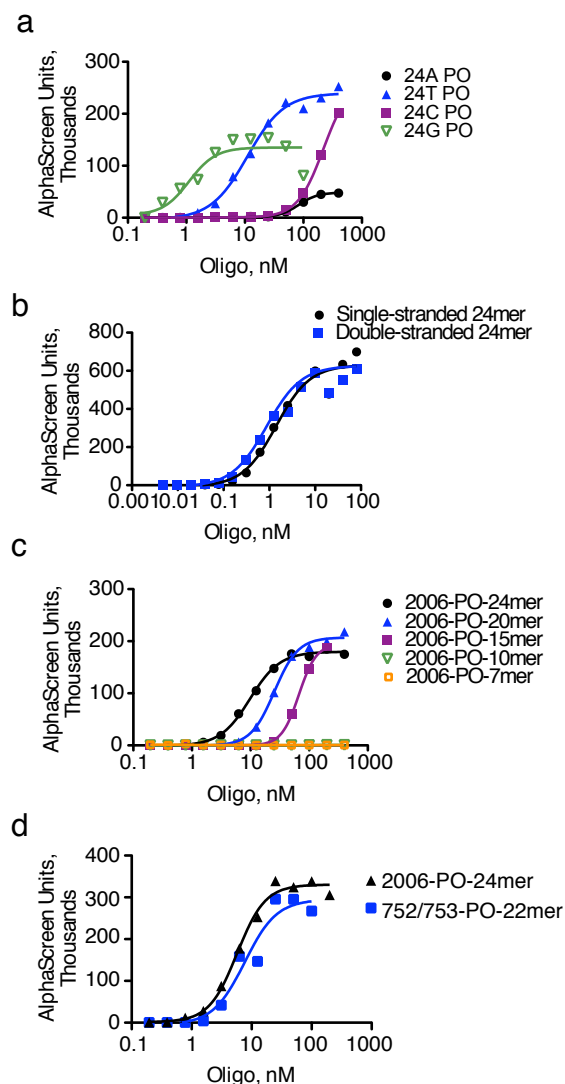 a
AlphaScreen Units,
Thousands
300
200
100
0
0.1 1 10 100 1000
Oligo, nM
24A PO
24T PO
24C PO
24G PO
b
AlphaScreen Units,
Thousands
800
600
400
200
0
0.001 0.01 0.1 1 10 100
Oligo, nM
Single-stranded 24mer
Double-stranded 24mer
c
AlphaScreen Units,
Thousands
300
200
100
0
0.1 1 10 100 1000
Oligo, nM
2006-PO-24mer
2006-PO-20mer
2006-PO-15mer
2006-PO-10mer
2006-PO-7mer
d
AlphaScreen Units,
Thousands
400
300
200
100
0
0.1 1 10 100 1000
Oligo, nM
2006-PO-24mer
752/753-PO-22mer